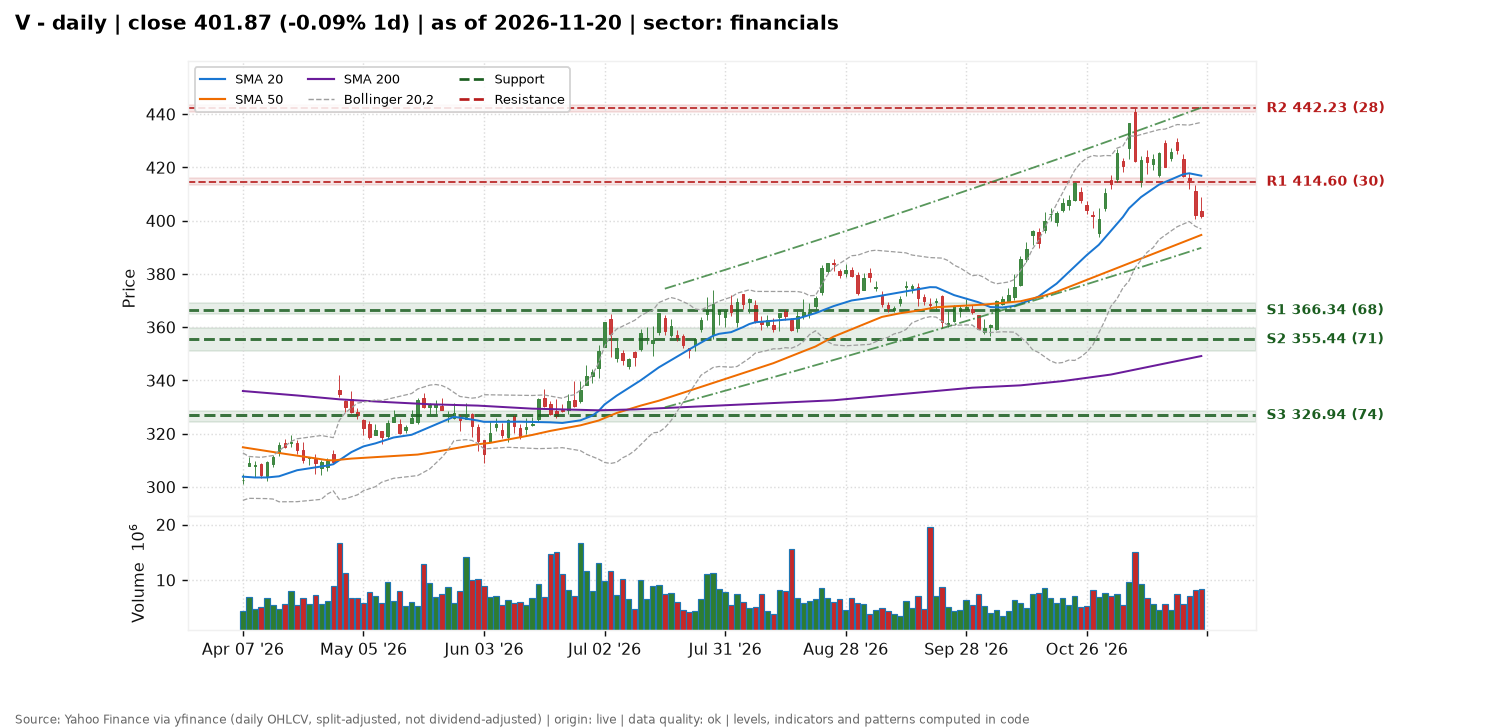 V - daily | close 401.87 (-0.09% 1d) | as of 2026-11-20 | sector: financials
SMA 20 SMA 200 Support
SMA 50 Bollinger 20,2 Resistance
Price
440
420
400
380
360
340
320
300
R2 442.23 (28)
R1 414.60 (30)
S1 366.34 (68)
S2 355.44 (71)
S3 326.94 (74)
Volume 10⁶
20
10
Apr 07 '26 May 05 '26 Jun 03 '26 Jul 02 '26 Jul 31 '26 Aug 28 '26 Sep 28 '26 Oct 26 '26
Source: Yahoo Finance via yfinance (daily OHLCV, split-adjusted, not dividend-adjusted) | origin: live | data quality: ok | levels, indicators and patterns computed in code